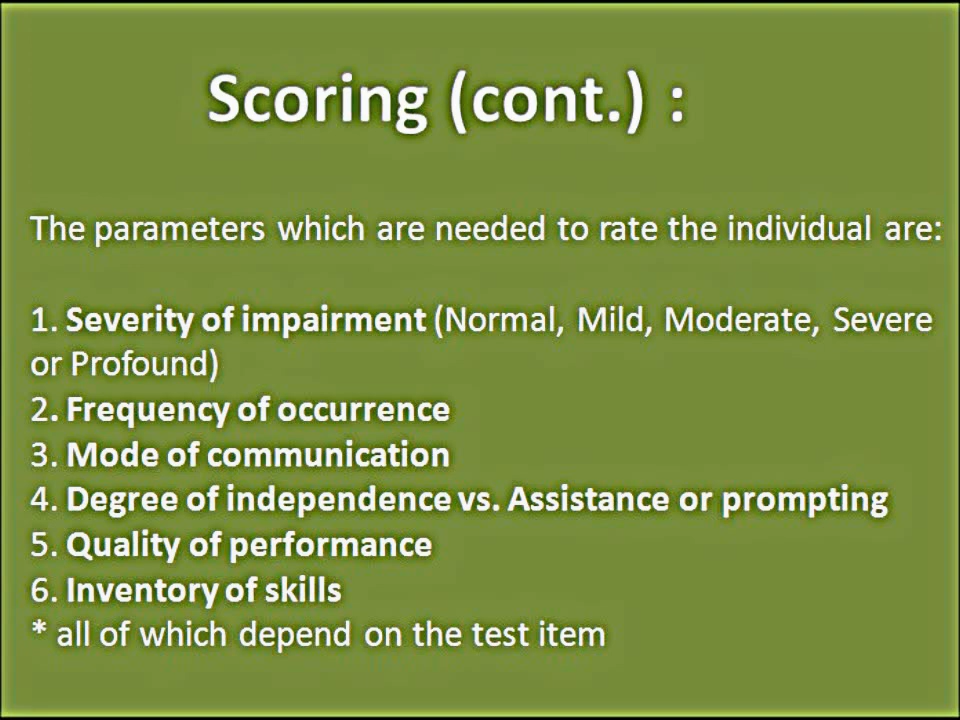 Scoring (cont.) :
The parameters which are needed to rate the individual are:
1. Severity of impairment (Normal, Mild, Moderate, Severe
or Profound)
2. Frequency of occurrence
3. Mode of communication
4. Degree of independence vs. Assistance or prompting
5. Quality of performance
6. Inventory of skills
* all of which depend on the test item